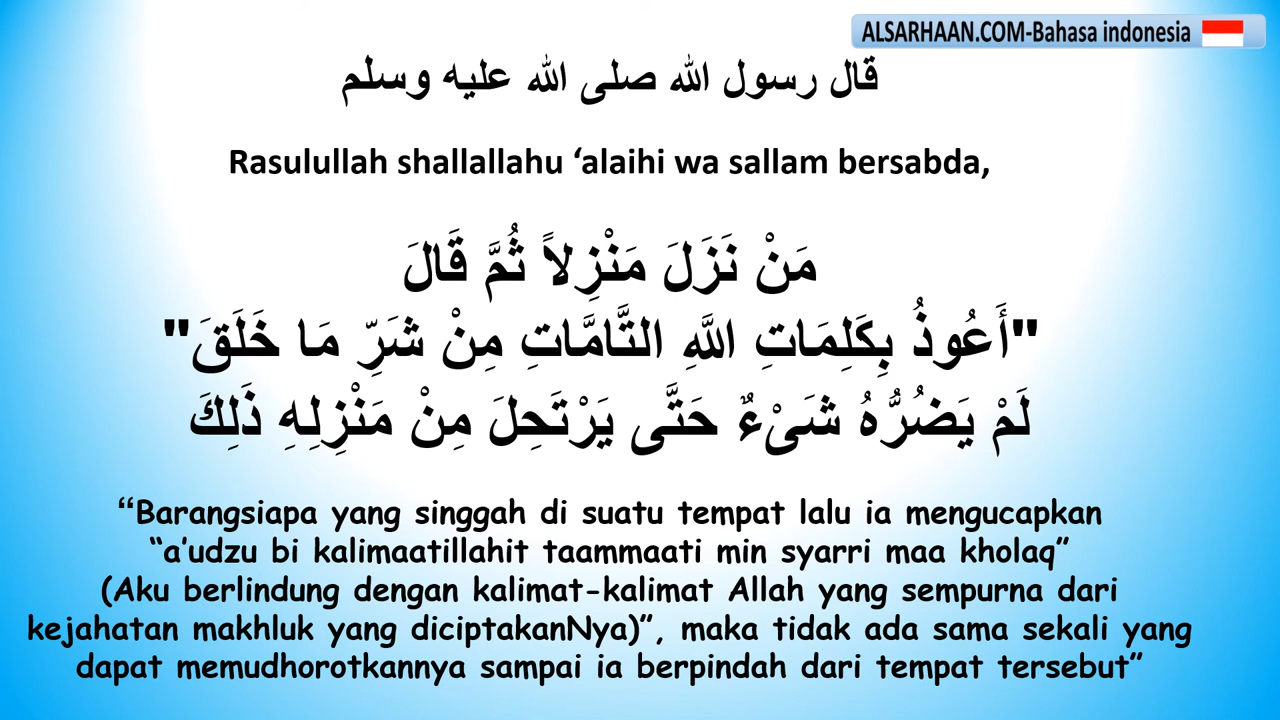 ALSARHAAN.COM-Bahasa indonesia
قال رسول الله صلى الله عليه وسلم
Rasulullah shallallahu ‘alaihi wa sallam bersabda,
مَنْ نَزَلَ مَنْزِلاً ثُمَّ قَالَ
"أَعُوذُ بِكَلِمَاتِ اللَّهِ التَّامَّاتِ مِنْ شَرِّ مَا خَلَقَ"
لَمْ يَضُرُّهُ شَىْءٌ حَتَّى يَرْتَحِلَ مِنْ مَنْزِلِهِ ذَلِكَ
“Barangsiapa yang singgah di suatu tempat lalu ia mengucapkan
“a’udzu bi kalimaatillahit taammaati min syarri maa kholaq”
(Aku berlindung dengan kalimat-kalimat Allah yang sempurna dari
kejahatan makhluk yang diciptakanNya)”, maka tidak ada sama sekali yang
dapat memudhorotkannya sampai ia berpindah dari tempat tersebut”